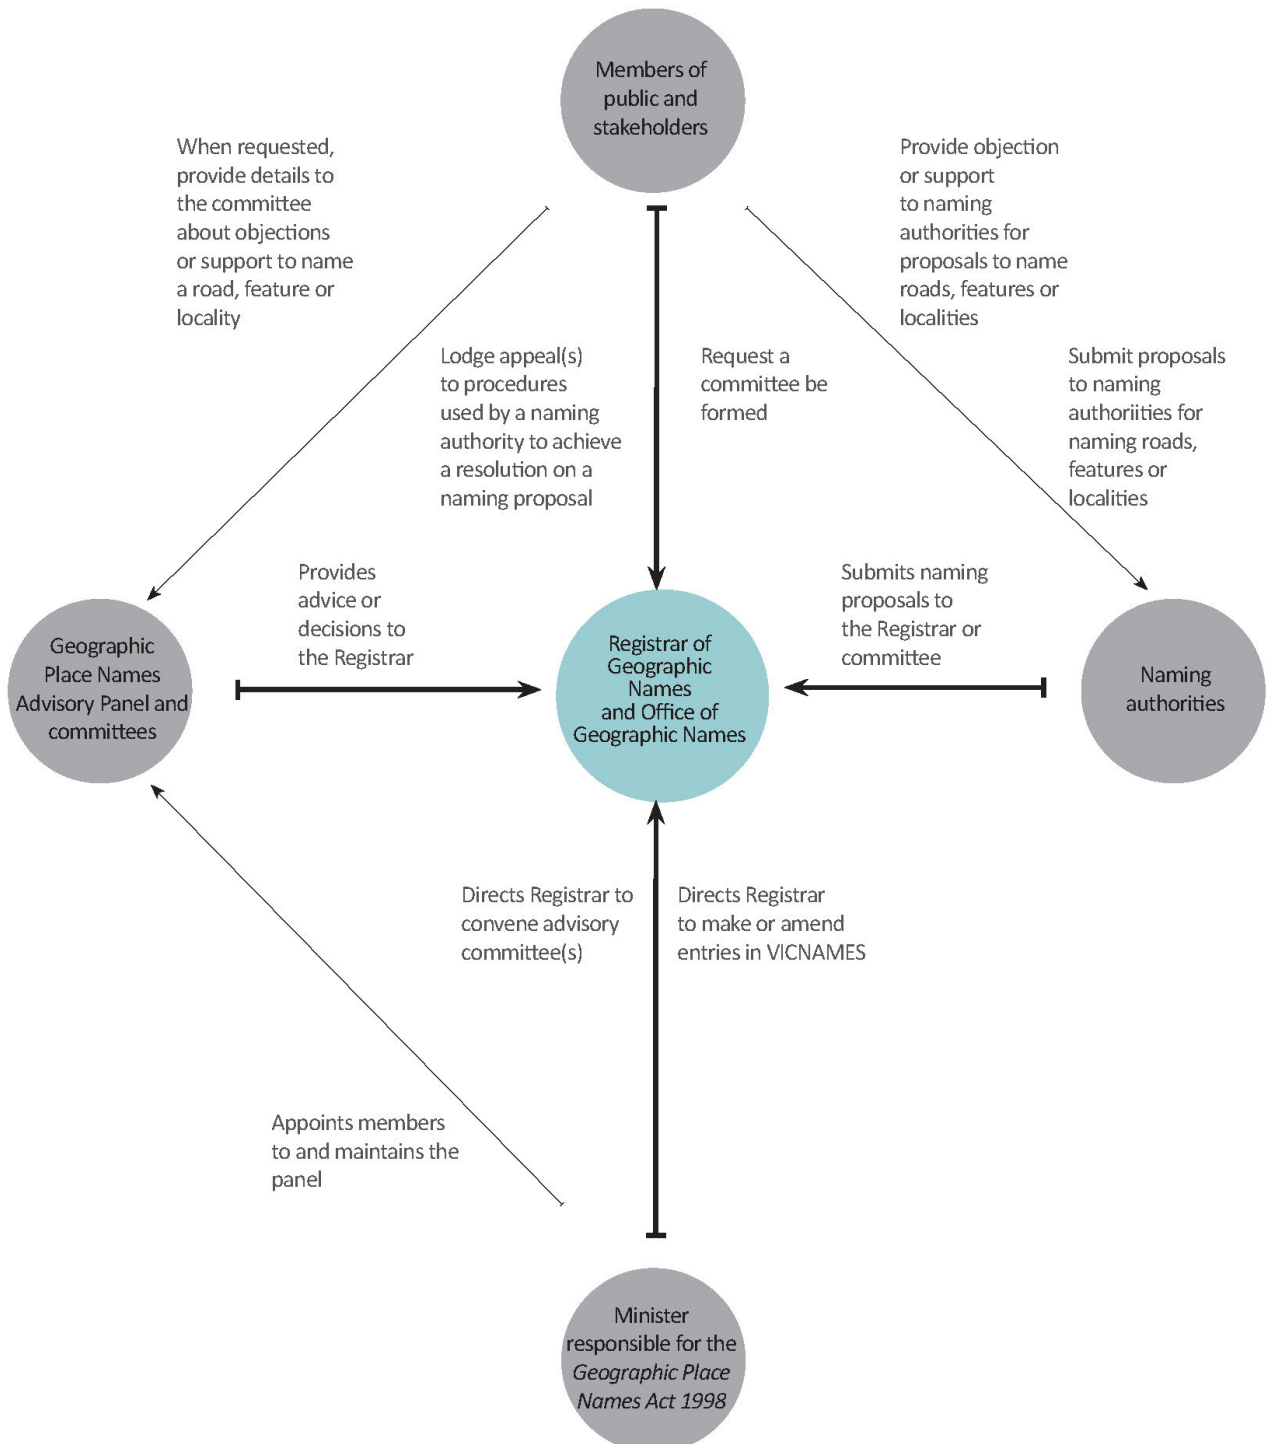 Members of
public and
stakeholders
When requested,
provide details to
the committee
about objections
or support to name
a road, feature or
locality
Provide objection
or support
to naming
authorities for
proposals to name
roads, features or
localities
Lodge appeal(s)
to procedures
used by a naming
authority to achieve
a resolution on a
naming proposal
Request a
committee be
formed
Submit proposals
to naming
authoriities for
naming roads,
features or
localities
Provides
advice or
decisions to
the Registrar
Submits naming
proposals to
the Registrar or
committee
Geographic
Place Names
Advisory Panel and
committees
Registrar of
Geographic
Names
and Office of
Geographic Names
Naming
authorities
Directs Registrar to
convene advisory
committee(s)
Directs Registrar
to make or amend
entries in VICNAMES
Appoints members
to and maintains the
panel
Minister
responsible for the
Geographic Place
Names Act 1998